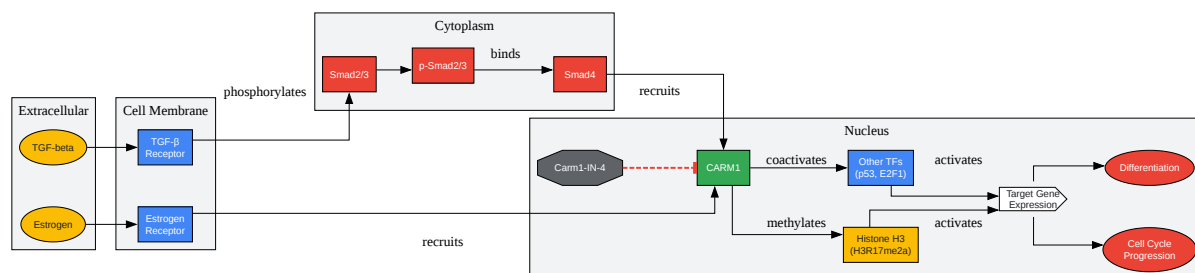 Cytoplasm
Smad2/3
p-Smad2/3
binds
Smad4
phosphorylates
recruits
Extracellular
Cell Membrane
TGF-beta
TGF-β
Receptor
Estrogen
Estrogen
Receptor
recruits
Nucleus
Carm1-IN-4
CARM1
coactivates
Other TFs
(p53, E2F1)
activates
methylates
Histone H3
(H3R17me2a)
activates
Target Gene
Expression
Differentiation
Cell Cycle
Progression